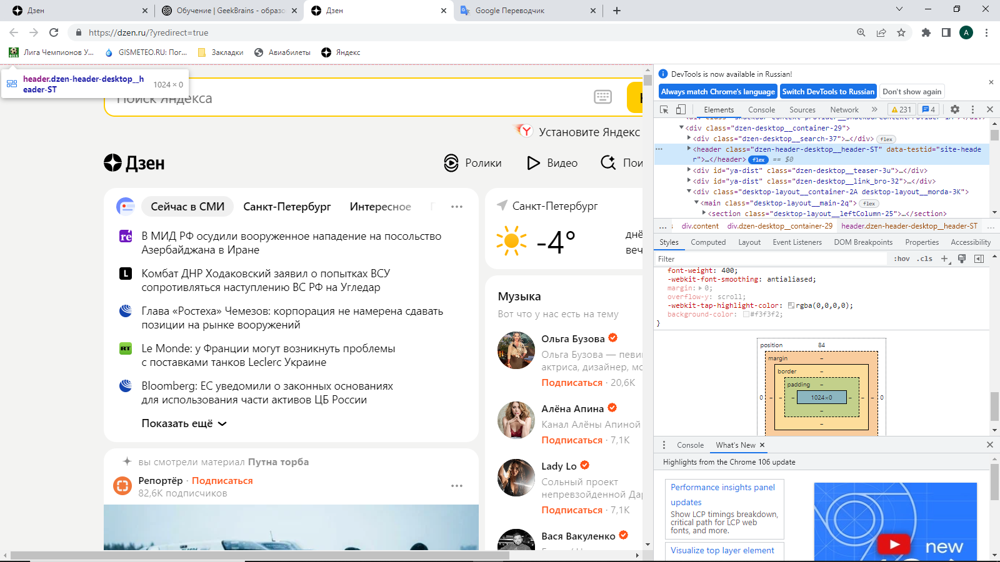 Дзен
Обучение | GeekBrains - образо
Дзен
Google Переводчик
https://dzen.ru/?yredirect=true
A
Лига Чемпионов У...
GISMETEO.RU: Пог...
Закладки
Авиабилеты
Яндекс
header.dzen-header-desktop__h
eader-ST
1024 × 0
Поиск Яндекса
Установите Яндекс
Дзен
Ролики
Видео
Пои
Сейчас в СМИ
Санкт-Петербург
Интересное
В МИД РФ осудили вооруженное нападение на посольство
Азербайджана в Иране
Комбат ДНР Ходаковский заявил о попытках ВСУ
сопротивляться наступлению ВС РФ на Угледар
Глава «Ростеха» Чемезов: корпорация не намерена сдавать
позиции на рынке вооружений
RT
Le Monde: у Франции могут возникнуть проблемы
с поставками танков Leclerc Украине
Bloomberg: ЕС уведомили о законных основаниях
для использования части активов ЦБ России
Показать ещё
вы смотрели материал Путна торба
Репортёр · Подписаться
82,6K подписчиков
Санкт-Петербург
-4°
днё
веч
Музыка
Вот что у нас есть на тему
Ольга Бузова
Ольга Бузова — певи
актриса, дизайнер, мо
Подписаться · 20,6K
Алёна Апина
Канал Алёны Апиной
Подписаться · 7,1K
Lady Lo
Сольный проект
непревзойденной Дар
Подписаться · 7,1K
Вася Вакуленко
DevTools is now available in Russian!
Always match Chrome's language
Switch DevTools to Russian
Don't show again
Elements
Console
Sources
Network
»
231
4
<div class="dzen-desktop__container-29">
<div class="dzen-desktop__search-37">…</div> flex
<header class="dzen-header-desktop__header-ST" data-testid="site-heade
r">…</header> flex == $0
<div id="ya-dist" class="dzen-desktop__teaser-3u">…</div>
<div id="ya-dist" class="dzen-desktop__link_bro-32">…</div>
<div class="desktop-layout__container-2A desktop-layout__morda-3K">
<main class="desktop-layout__main-2q"> flex
<section class="desktop-layout__leftColumn-25">…</section>
... div.content div.dzen-desktop__container-29 header.dzen-header-desktop__header-ST ...
Styles
Computed
Layout
Event Listeners
DOM Breakpoints
Properties
Accessibility
Filter
:hov
.cls
font-weight: 400;
-webkit-font-smoothing: antialiased;
margin: 0;
overflow-y: scroll;
-webkit-tap-highlight-color: rgba(0,0,0,0);
background-color: #f3f3f2;
}
position
84
margin
–
border
–
padding
–
0
–
–
–
1024×0
–
–
–
0
–
–
Console
What's New
Highlights from the Chrome 106 update
Performance insights panel
updates
Show LCP timings breakdown,
critical path for LCP web
fonts, and more.
Visualize top layer element
new